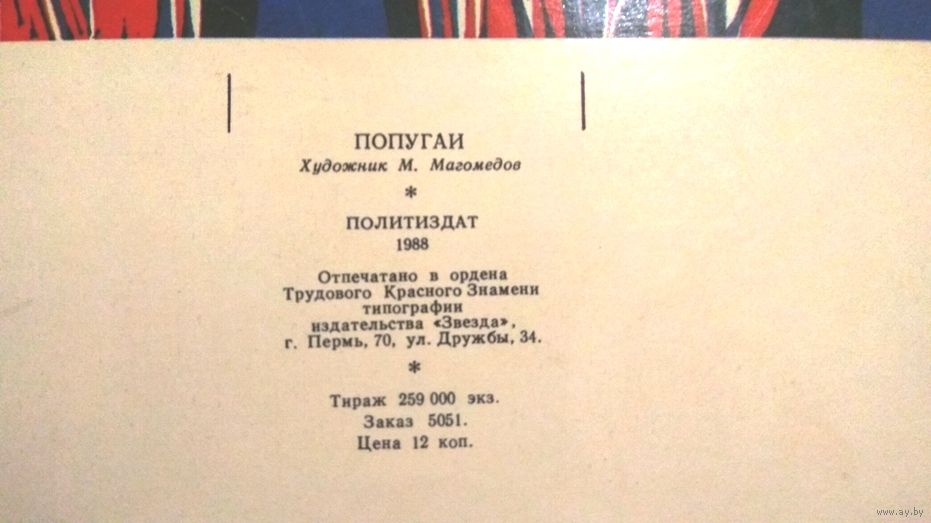 ПОПУГАИ
Художник М. Магомедов
*
ПОЛИТИЗДАТ
1988
Отпечатано в ордена
Трудового Красного Знамени
типографии
издательства «Звезда»,
г. Пермь, 70, ул. Дружбы, 34.
*
Тираж 259 000 экз.
Заказ 5051.
Цена 12 коп.
www.ay.by